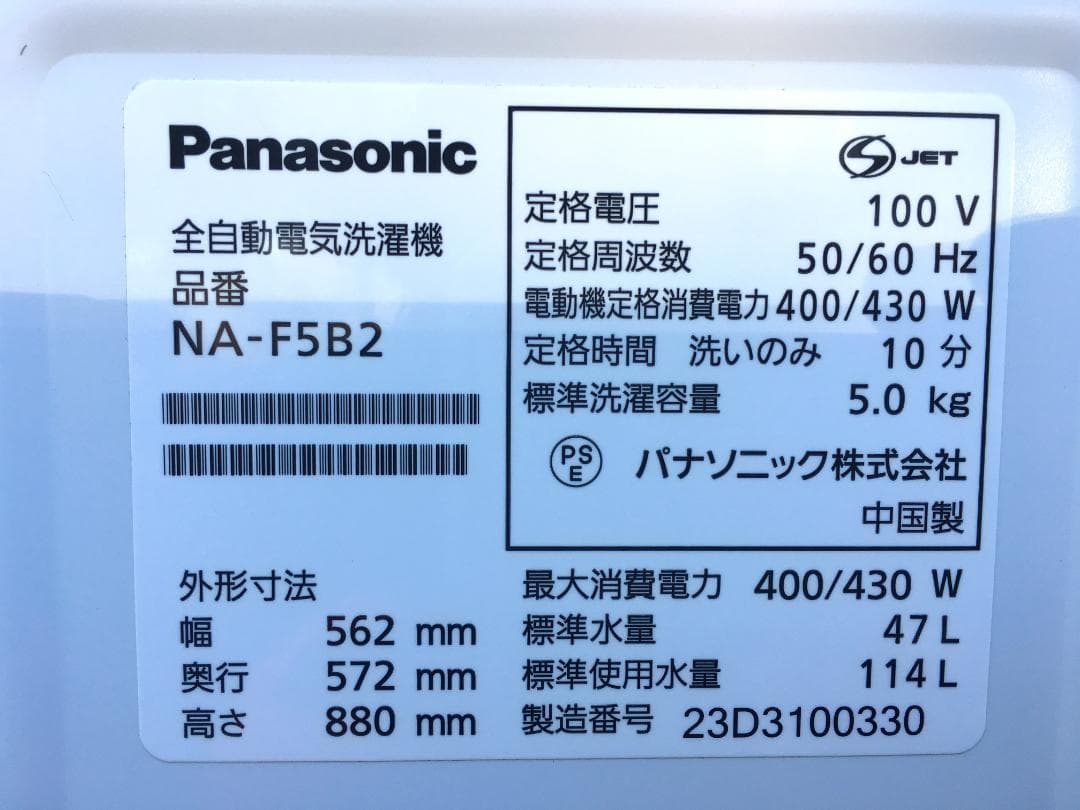 Panasonic
全自動電気洗濯機
品番
NA-F5B2
JET
定格電圧 100 V
定格周波数 50/60 Hz
電動機定格消費電力 400/430 W
定格時間 洗いのみ 10 分
標準洗濯容量 5.0 kg
PSE パナソニック株式会社
中国製
外形寸法
幅 562 mm
奥行 572 mm
高さ 880 mm
最大消費電力 400/430 W
標準水量 47 L
標準使用水量 114 L
製造番号 23D3100330